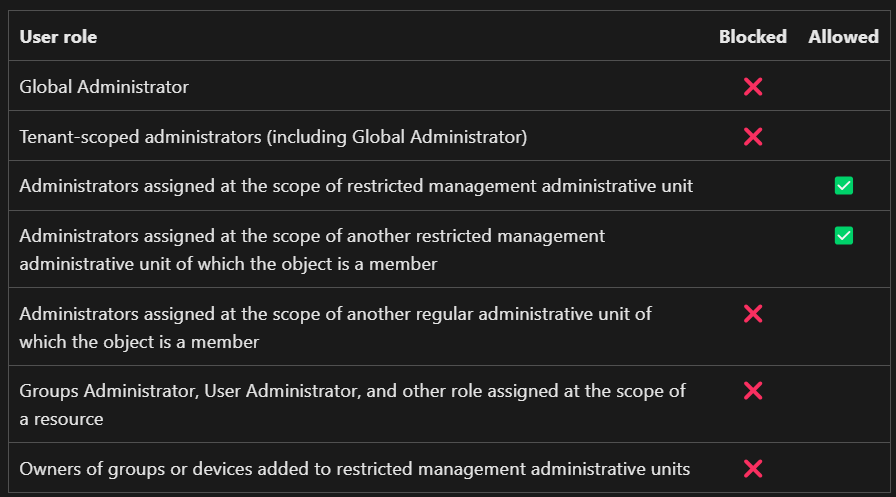 User role Blocked Allowed
Global Administrator
Tenant-scoped administrators (including Global Administrator)
Administrators assigned at the scope of restricted management administrative unit
Administrators assigned at the scope of another restricted management
administrative unit of which the object is a member
Administrators assigned at the scope of another regular administrative unit of
which the object is a member
Groups Administrator, User Administrator, and other role assigned at the scope of
a resource
Owners of groups or devices added to restricted management administrative units